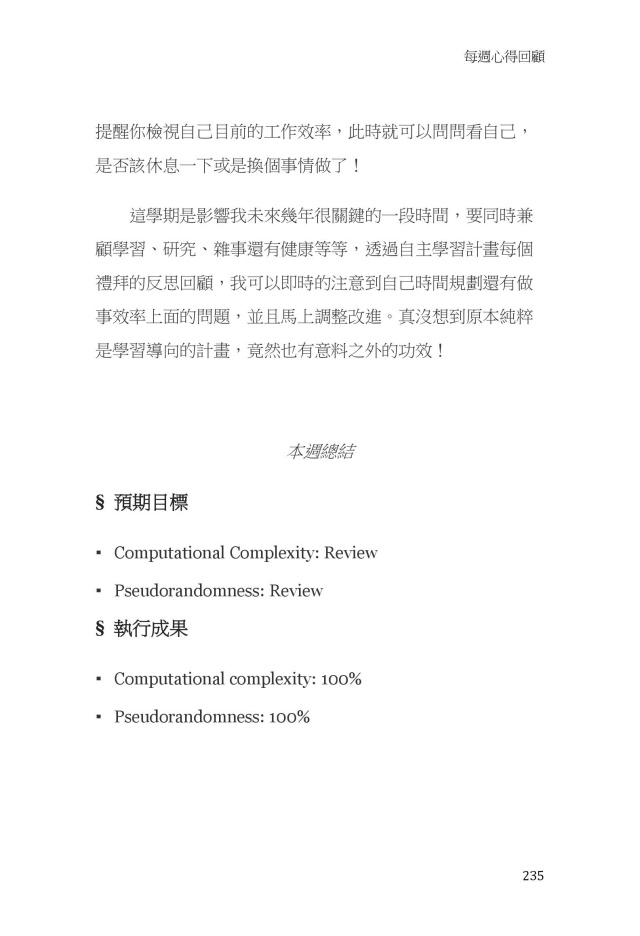 每週心得回顧
提醒你檢視自己目前的工作效率，此時就可以問問看自己，
是否該休息一下或是換個事情做了！
這學期是影響我未來幾年很關鍵的一段時間，要同時兼
顧學習、研究、雜事還有健康等等，透過自主學習計畫每個
禮拜的反思回顧，我可以即時的注意到自己時間規劃還有做
事效率上面的問題，並且馬上調整改進。真沒想到原本純粹
是學習導向的計畫，竟然也有意料之外的功效！
本週總結
§ 預期目標
▪ Computational Complexity: Review
▪ Pseudorandomness: Review
§ 執行成果
▪ Computational complexity: 100%
▪ Pseudorandomness: 100%
235